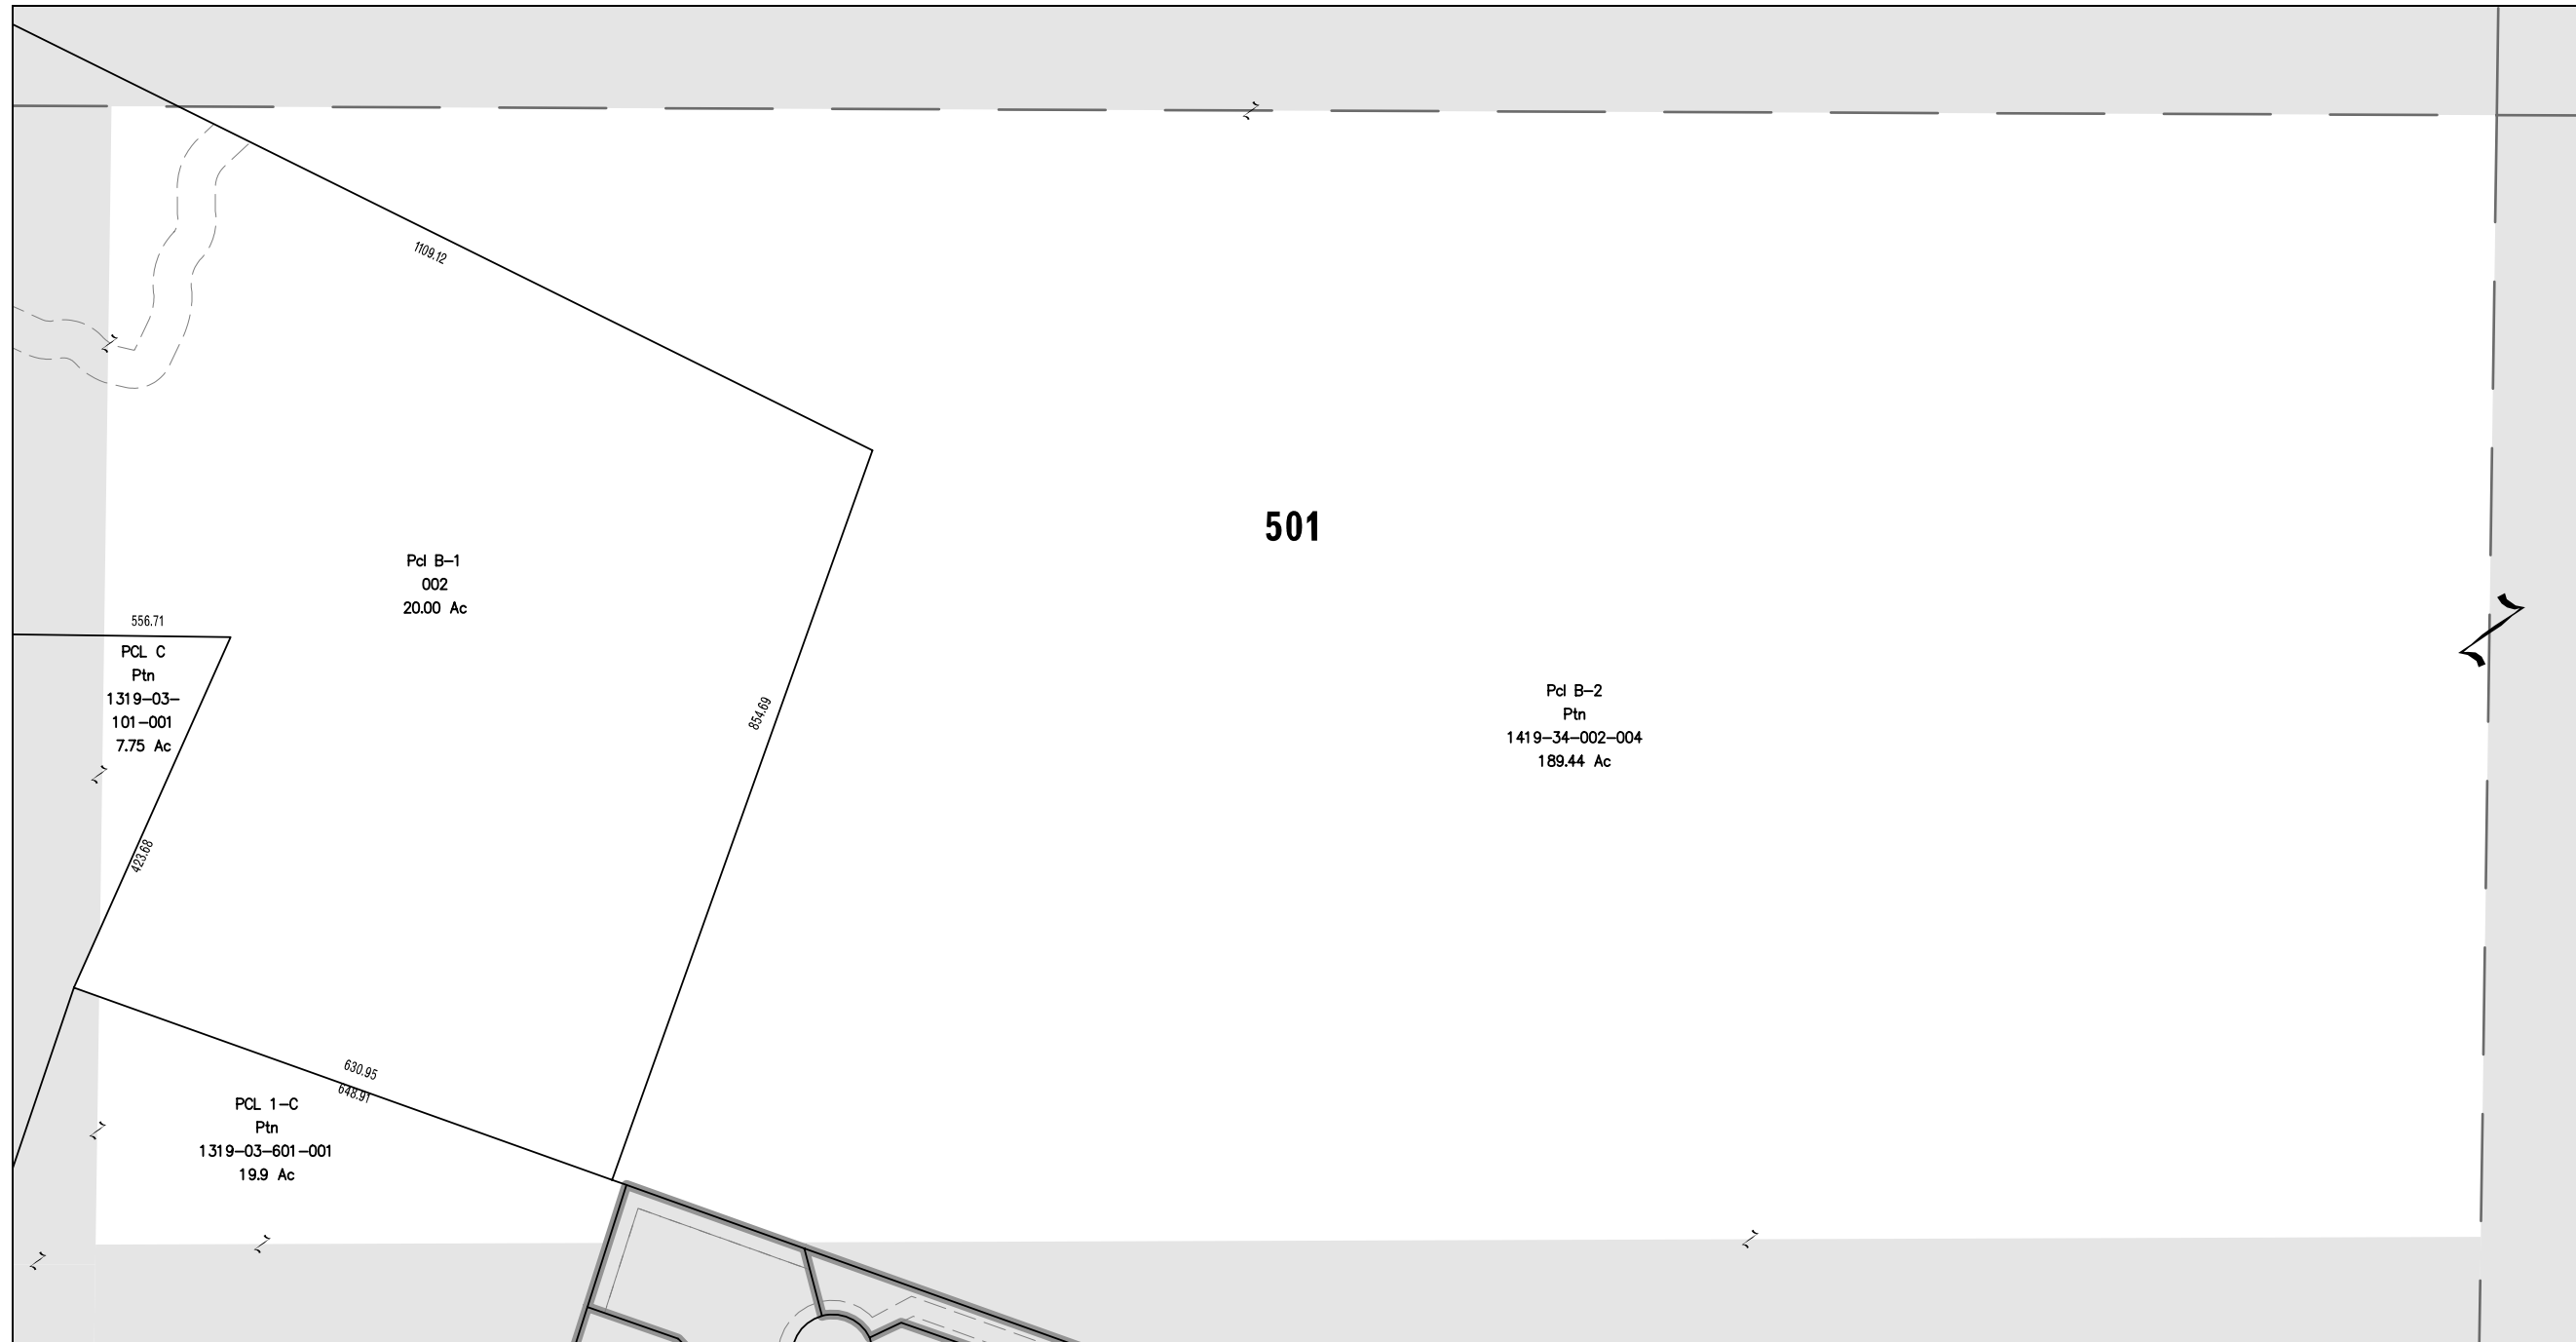 1109.12
501
Pcl B-1
002
20.00 Ac
556.71
PCL C
Ptn
1319-03-
101-001
7.75 Ac
854.69
Pcl B-2
Ptn
1419-34-002-004
189.44 Ac
423.68
630.95
648.91
PCL 1-C
Ptn
1319-03-601-001
19.9 Ac